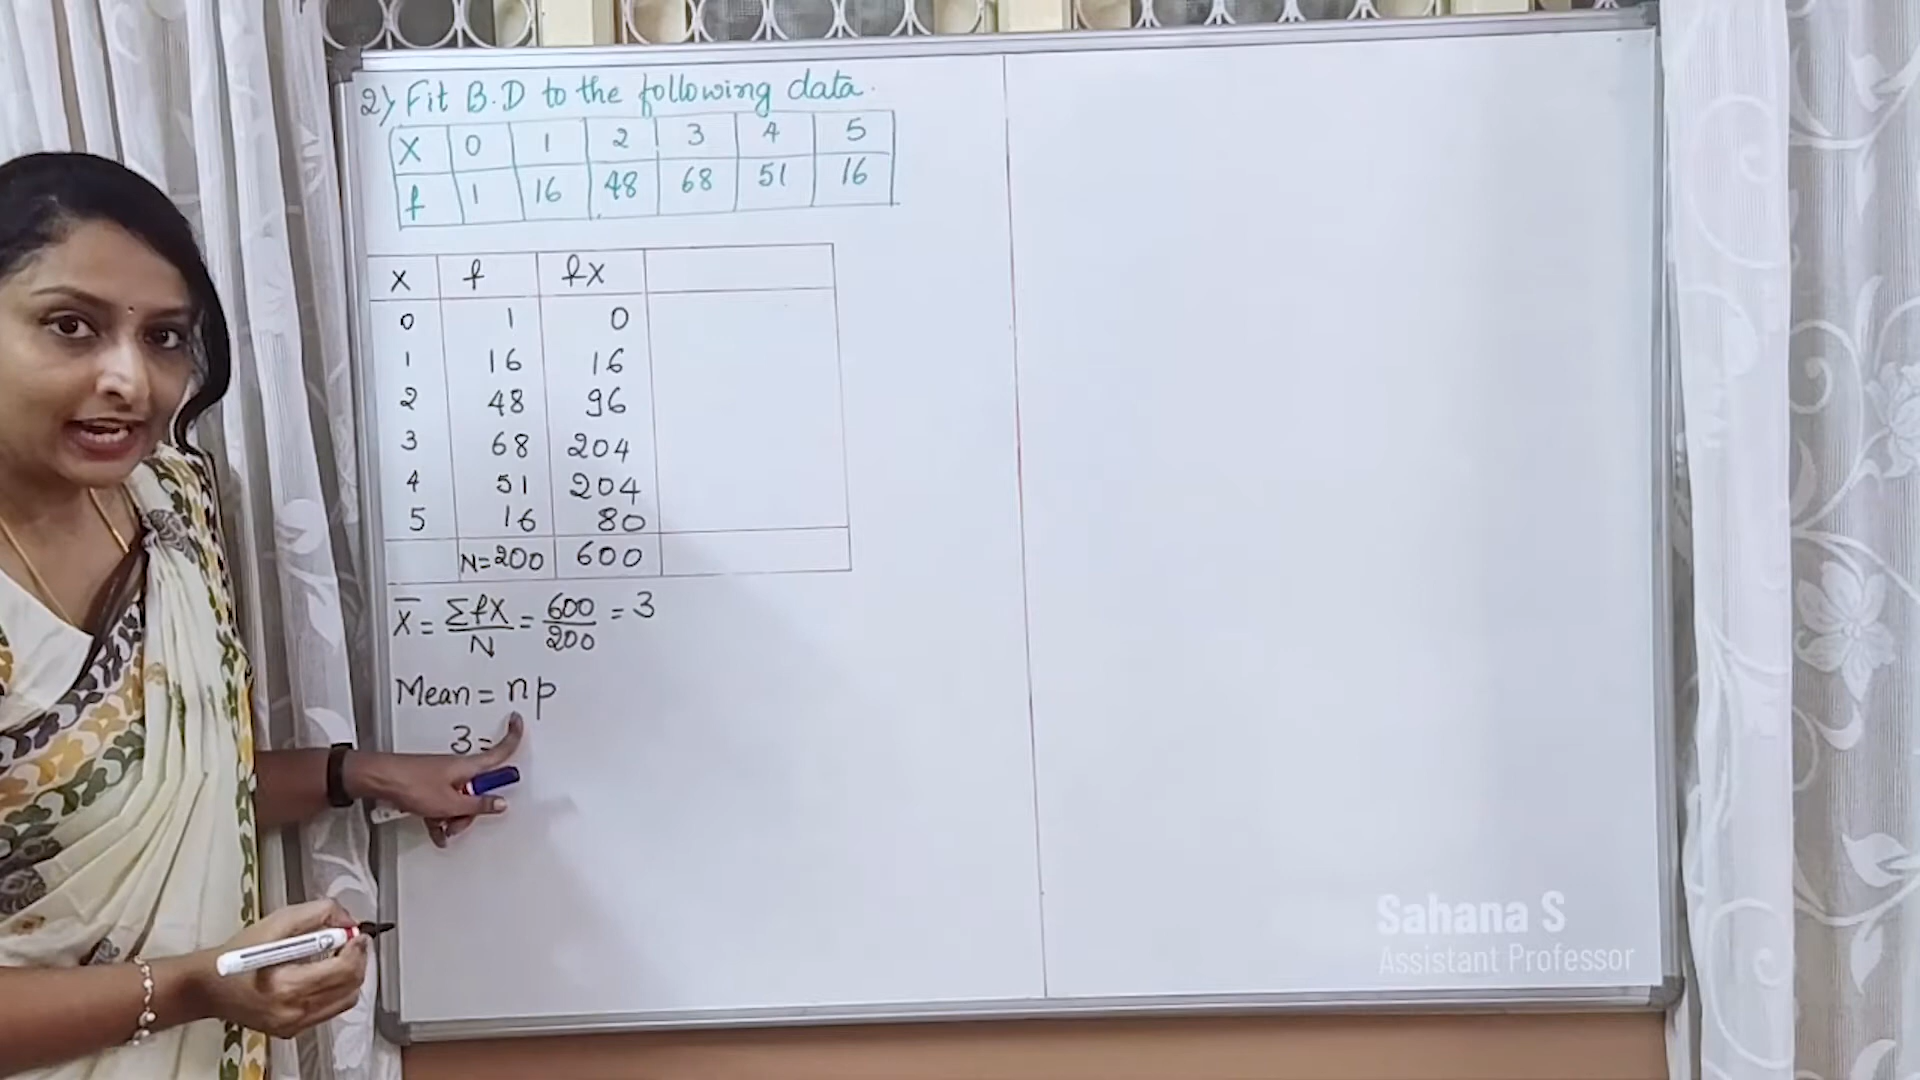 2) Fit B.D to the following data.
X 0 1 2 3 4 5
f 1 16 48 68 51 16
X f fX
0 1 0
1 16 16
2 48 96
3 68 204
4 51 204
5 16 80
N=200 600
X̄ = ΣfX/N = 600/200 = 3
Mean = np
3 =
Sahana S
Assistant Professor